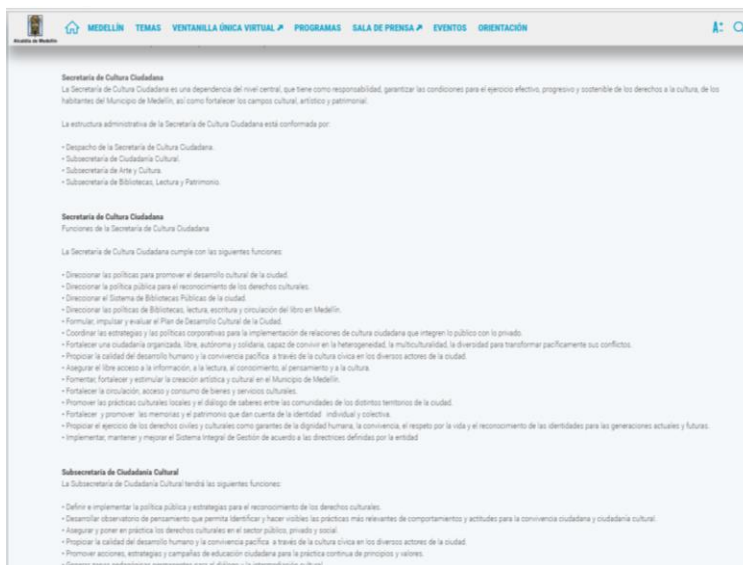 Alcaldía de Medellín
MEDELLÍN TEMAS VENTANILLA ÚNICA VIRTUAL PROGRAMAS SALA DE PRENSA EVENTOS ORIENTACIÓN
Secretaría de Cultura Ciudadana
La Secretaría de Cultura Ciudadana es una dependencia del nivel central, que tiene como responsabilidad, garantizar las condiciones para el ejercicio efectivo, progresivo y sostenible de los derechos a la cultura, de los
habitantes del Municipio de Medellín, así como fortalecer los campos cultural, artístico y patrimonial.
La estructura administrativa de la Secretaría de Cultura Ciudadana está conformada por:
• Despacho de la Secretaría de Cultura Ciudadana.
• Subsecretaría de Ciudadanía Cultural.
• Subsecretaría de Arte y Cultura.
• Subsecretaría de Bibliotecas, Lectura y Patrimonio.
Secretaría de Cultura Ciudadana
Funciones de la Secretaría de Cultura Ciudadana
La Secretaría de Cultura Ciudadana cumple con las siguientes funciones:
• Direccionar las políticas para promover el desarrollo cultural de la ciudad.
• Direccionar la política pública para el reconocimiento de los derechos culturales.
• Direccionar el Sistema de Bibliotecas Públicas de la ciudad.
• Direccionar las políticas de Bibliotecas, lectura, escritura y circulación del libro en Medellín.
• Formular, impulsar y evaluar el Plan de Desarrollo Cultural de la Ciudad.
• Coordinar las estrategias y las políticas corporativas para la implementación de relaciones de cultura ciudadana que integren lo público con lo privado.
• Fortalecer una ciudadanía organizada, libre, autónoma y solidaria, capaz de convivir en la heterogeneidad, la multiculturalidad, la diversidad para transformar pacíficamente sus conflictos.
• Propiciar la calidad del desarrollo humano y la convivencia pacífica a través de la cultura cívica en los diversos actores de la ciudad.
• Asegurar el libre acceso a la información, a la lectura, al conocimiento, al pensamiento y a la cultura.
• Fomentar, fortalecer y estimular la creación artística y cultural en el Municipio de Medellín.
• Fortalecer la circulación, acceso y consumo de bienes y servicios culturales.
• Promover las prácticas culturales locales y el diálogo de saberes entre las comunidades de los distintos territorios de la ciudad.
• Fortalecer y promover las memorias y el patrimonio que dan cuenta de la identidad individual y colectiva.
• Propiciar el ejercicio de los derechos civiles y culturales como garantes de la dignidad humana, la convivencia, el respeto por la vida y el reconocimiento de las identidades para las generaciones actuales y futuras.
• Implementar, mantener y mejorar el Sistema Integral de Gestión de acuerdo a las directrices definidas por la entidad
Subsecretaría de Ciudadanía Cultural
La Subsecretaría de Ciudadanía Cultural tendrá las siguientes funciones:
• Definir e implementar la política pública y estrategias para el reconocimiento de los derechos culturales.
• Desarrollar observatorio de pensamiento que permita identificar y hacer visibles las prácticas más relevantes de comportamientos y actitudes para la convivencia ciudadana y ciudadanía cultural.
• Asegurar y poner en práctica los derechos culturales en el sector público, privado y social.
• Propiciar la calidad del desarrollo humano y la convivencia pacífica a través de la cultura cívica en los diversos actores de la ciudad.
• Promover acciones, estrategias y campañas de educación ciudadana para la práctica continua de principios y valores.